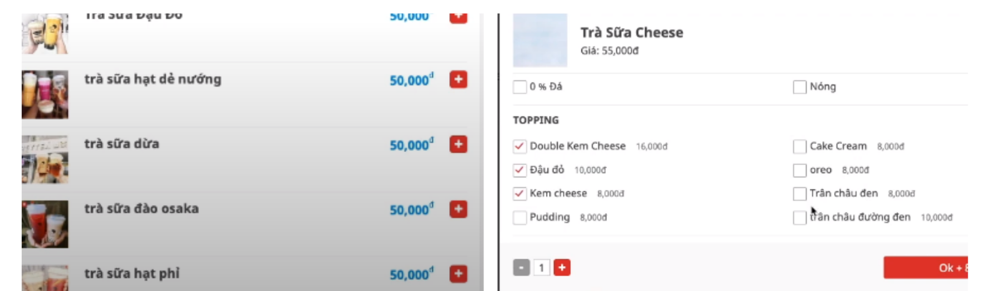 Trà Sữa Đậu Đỏ 50,000 +
trà sữa hạt dẻ nướng 50,000đ +
trà sữa dừa 50,000đ +
trà sữa đào osaka 50,000đ +
trà sữa hạt phỉ 50,000đ +
Trà Sữa Cheese
Giá: 55,000đ
0 % Đá Nóng
TOPPING
Double Kem Cheese 16,000đ Cake Cream 8,000đ
Đậu đỏ 10,000đ oreo 8,000đ
Kem cheese 8,000đ Trân châu đen 8,000đ
Pudding 8,000đ trân châu đường đen 10,000đ
- 1 + Ok +